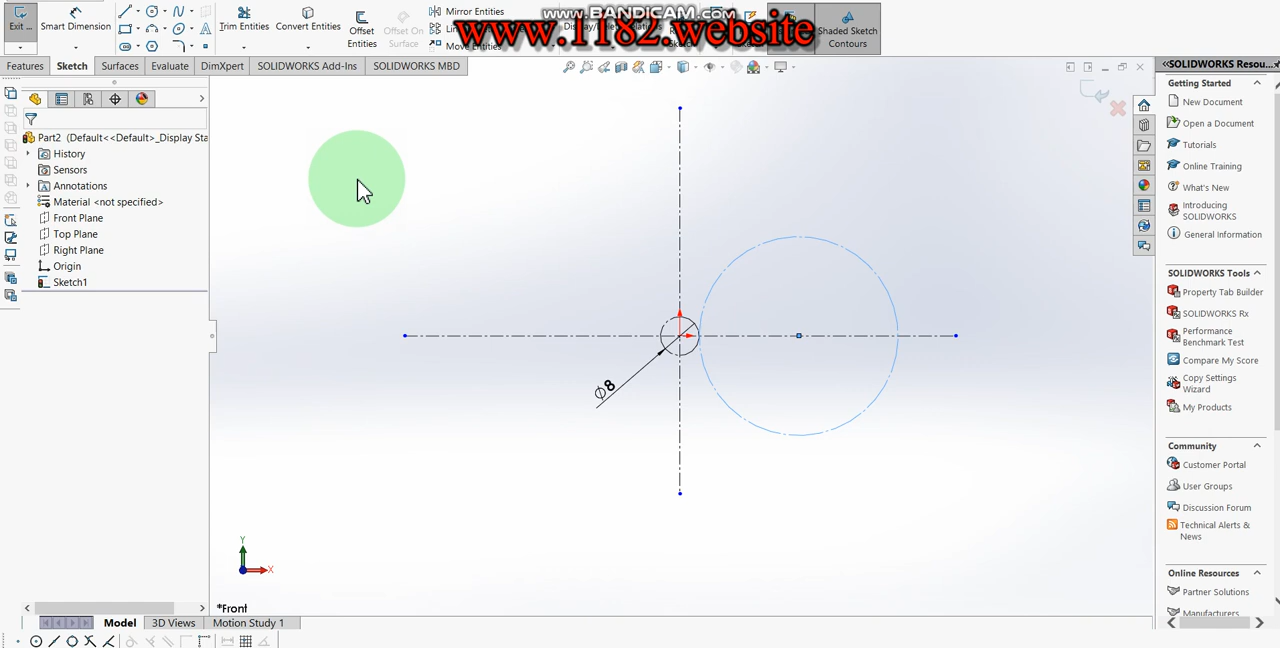 www.BANDICAM.com
www.1182.website
Exit ...
Smart Dimension
Trim Entities
Convert Entities
Offset
Entities
Offset On
Surface
Mirror Entities
Move Entities
Shaded Sketch
Contours
Features
Sketch
Surfaces
Evaluate
DimXpert
SOLIDWORKS Add-Ins
SOLIDWORKS MBD
Part2 (Default<<Default>_Display Sta
History
Sensors
Annotations
Material <not specified>
Front Plane
Top Plane
Right Plane
Origin
Sketch1
Ø8
Y
X
*Front
Model
3D Views
Motion Study 1
SOLIDWORKS Resou...
Getting Started
New Document
Open a Document
Tutorials
Online Training
What's New
Introducing
SOLIDWORKS
General Information
SOLIDWORKS Tools
Property Tab Builder
SOLIDWORKS Rx
Performance
Benchmark Test
Compare My Score
Copy Settings
Wizard
My Products
Community
Customer Portal
User Groups
Discussion Forum
Technical Alerts &
News
Online Resources
Partner Solutions
Manufacturers